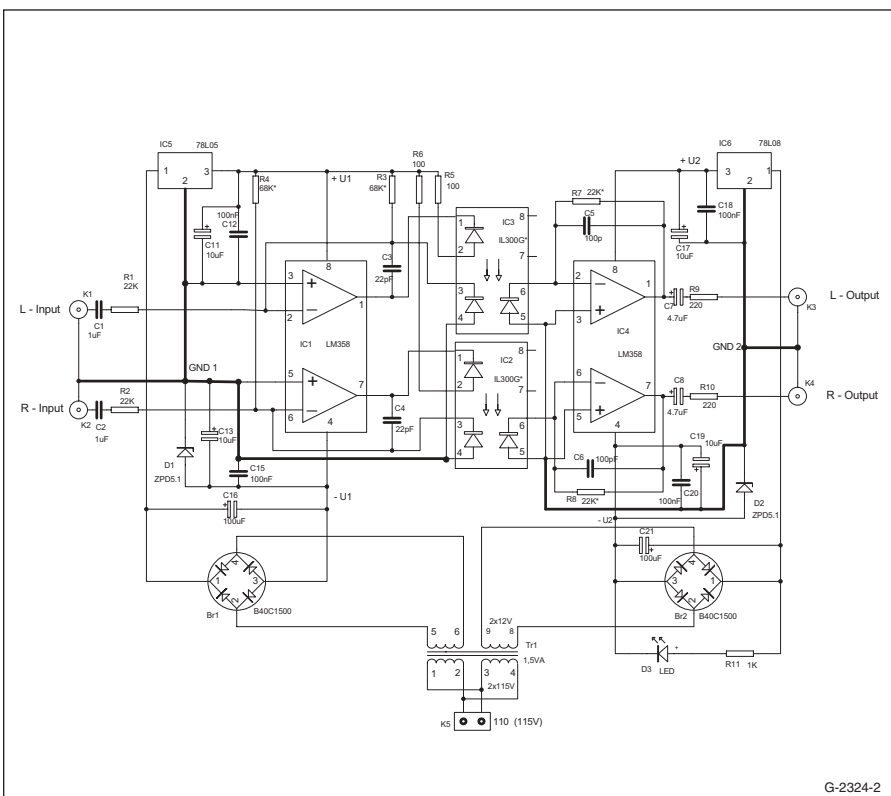 IC5 78L05
1 3
2
R4
68K*
+ U1
R3
68K*
R6
100
R5
100
100nF
C12
C11
10uF
8
C3
22pF
3
2
1
IC1
LM358
K1
L - Input
C1
1uF
R1
22K
GND 1
R2
22K
R - Input
K2
C2
1uF
5
6
7
4
C4
22pF
C13
10uF
D1
ZPD5.1
C15
100nF
C16
100uF
- U1
1
2
3
4
IC3
IL300G*
8
7
6
5
1
2
3
4
IC2
IL300G*
8
7
6
5
R7 22K*
C5
100p
+ U2
IC6 78L08
3 1
2
C18
100nF
C17
10uF
8
2
3
1
IC4
LM358
C7
4.7uF
R9
220
K3
L - Output
GND 2
6
5
7
4
C8
4.7uF
R10
220
K4
R - Output
C6 100pF
R8 22K*
C19
10uF
100nF
C20
D2
ZPD5.1
- U2
C21
100uF
4
1 3
2
Br1
B40C1500
4
3 1
2
Br2
B40C1500
2x12V
5 6 9 8
Tr1
1,5VA
1 2 3 4
2x115V
K5
110 (115V)
D3 LED
R11 1K
G-2324-2